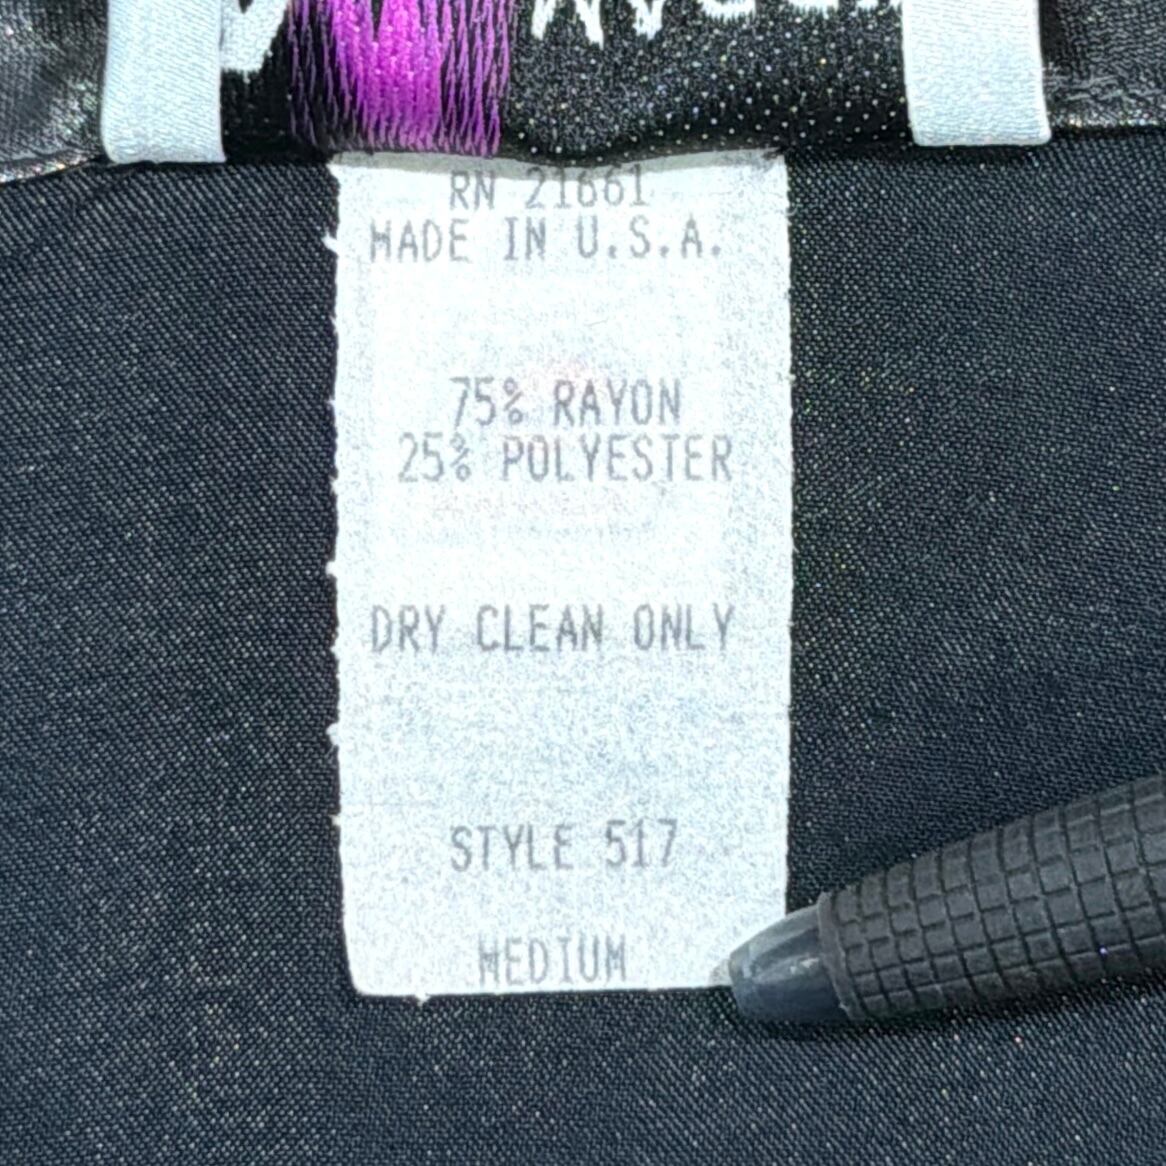 RN 21661
MADE IN U.S.A.
75% RAYON
25% POLYESTER
DRY CLEAN ONLY
STYLE 517
MEDIUM